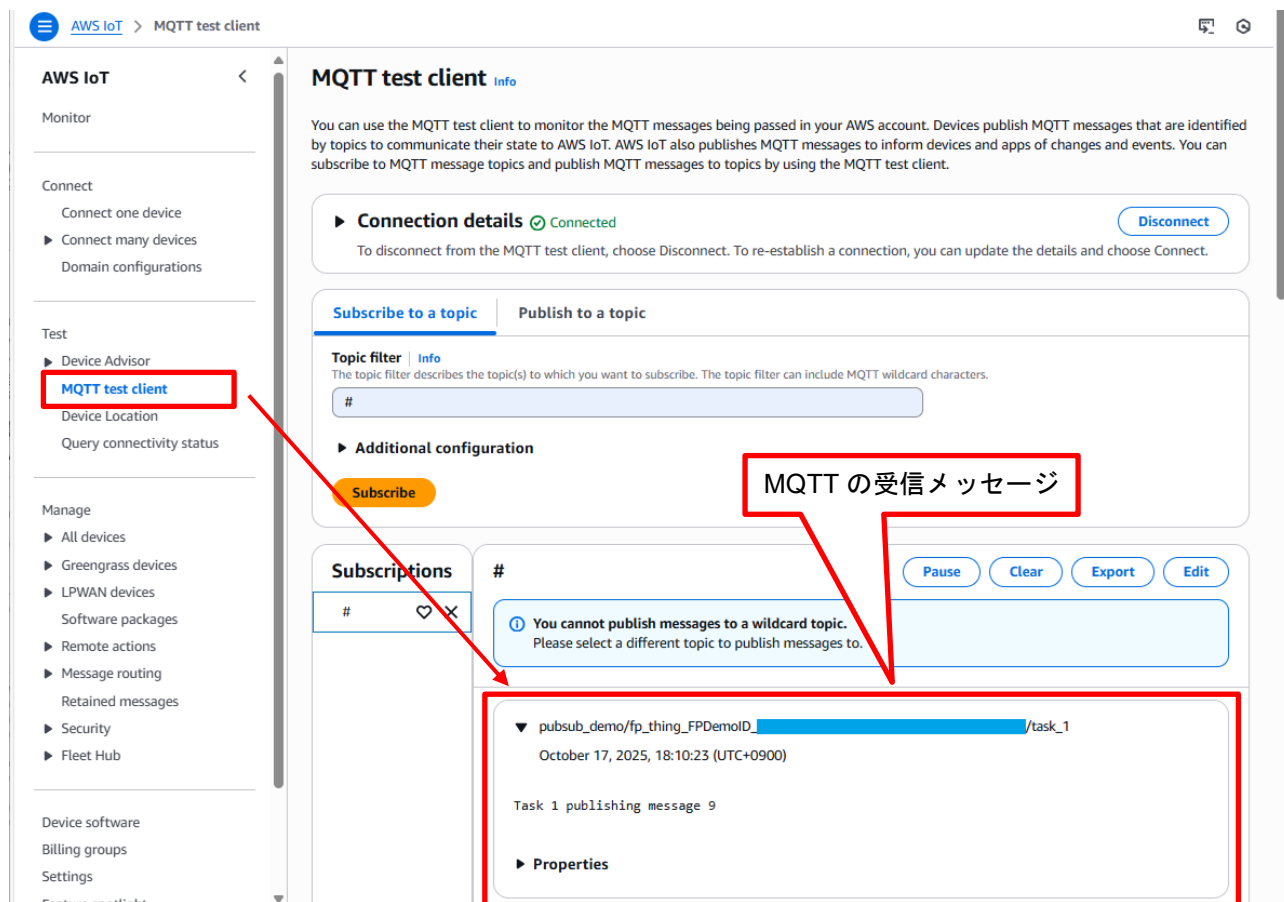 AWS IoT > MQTT test client
AWS IoT
Monitor
Connect
Connect one device
Connect many devices
Domain configurations
Test
Device Advisor
MQTT test client
Device Location
Query connectivity status
Manage
All devices
Greengrass devices
LPWAN devices
Software packages
Remote actions
Message routing
Retained messages
Security
Fleet Hub
Device software
Billing groups
Settings
MQTT test client Info
You can use the MQTT test client to monitor the MQTT messages being passed in your AWS account. Devices publish MQTT messages that are identified
by topics to communicate their state to AWS IoT. AWS IoT also publishes MQTT messages to inform devices and apps of changes and events. You can
subscribe to MQTT message topics and publish MQTT messages to topics by using the MQTT test client.
Connection details Connected
Disconnect
To disconnect from the MQTT test client, choose Disconnect. To re-establish a connection, you can update the details and choose Connect.
Subscribe to a topic Publish to a topic
Topic filter | Info
The topic filter describes the topic(s) to which you want to subscribe. The topic filter can include MQTT wildcard characters.
#
Additional configuration
Subscribe
MQTT の受信メッセージ
Subscriptions
#
#
Pause Clear Export Edit
You cannot publish messages to a wildcard topic.
Please select a different topic to publish messages to.
pubsub_demo/fp_thing_FPDemoID_ /task_1
October 17, 2025, 18:10:23 (UTC+0900)
Task 1 publishing message 9
Properties